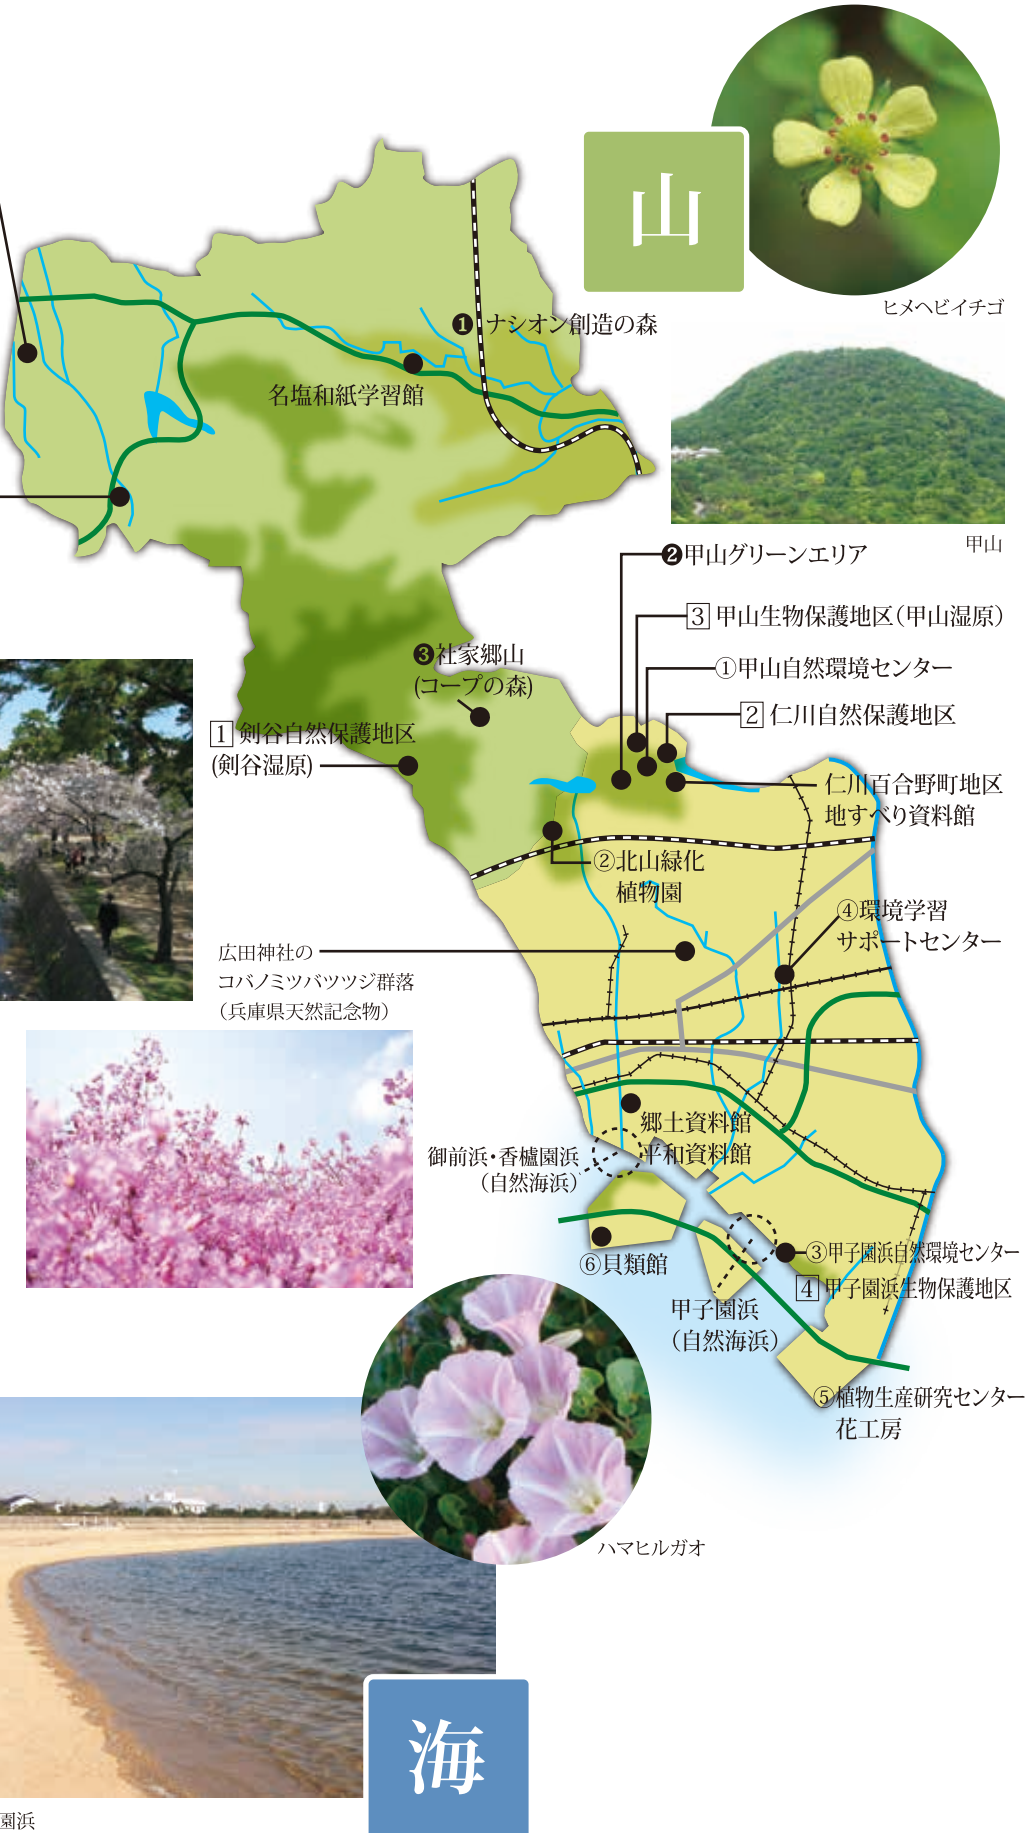 山
ヒメヘビイチゴ
❶ ナシオン創造の森
名塩和紙学習館
甲山
❷甲山グリーンエリア
3 甲山生物保護地区（甲山湿原）
❸社家郷山
(コープの森)
①甲山自然環境センター
2 仁川自然保護地区
1 剣谷自然保護地区
(剣谷湿原)
仁川百合野町地区
地すべり資料館
②北山緑化
植物園
④環境学習
サポートセンター
広田神社の
コバノミツバツツジ群落
（兵庫県天然記念物）
郷土資料館
平和資料館
御前浜・香櫨園浜
（自然海浜）
⑥貝類館
③甲子園浜自然環境センター
4 甲子園浜生物保護地区
甲子園浜
（自然海浜）
⑤植物生産研究センター
花工房
ハマヒルガオ
海
園浜